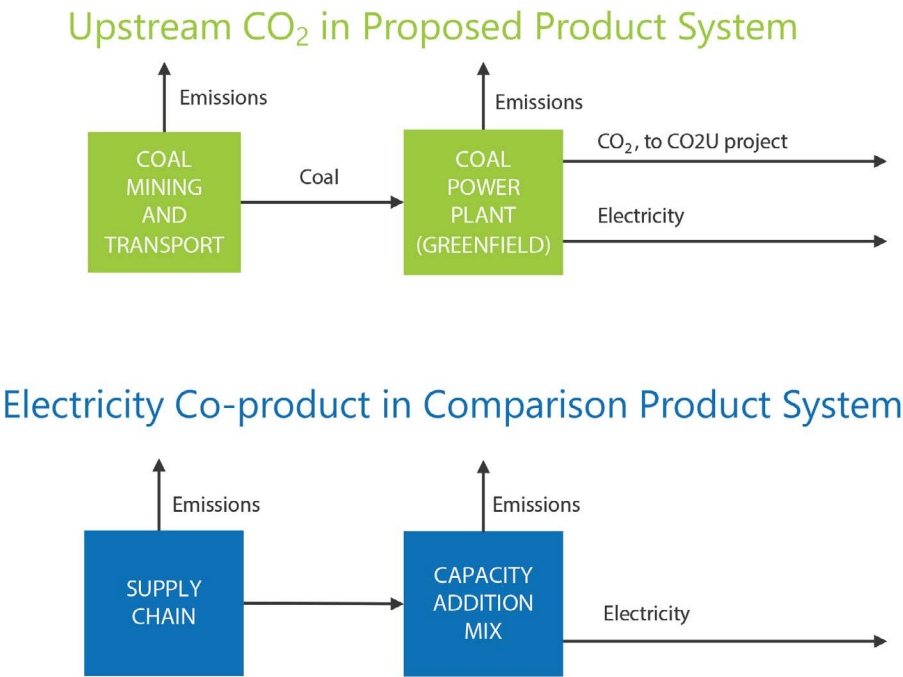 Upstream CO₂ in Proposed Product System
Emissions
Emissions
COAL
MINING
AND
TRANSPORT
Coal
COAL
POWER
PLANT
(GREENFIELD)
CO₂, to CO2U project
Electricity
Electricity Co-product in Comparison Product System
Emissions
Emissions
SUPPLY
CHAIN
CAPACITY
ADDITION
MIX
Electricity